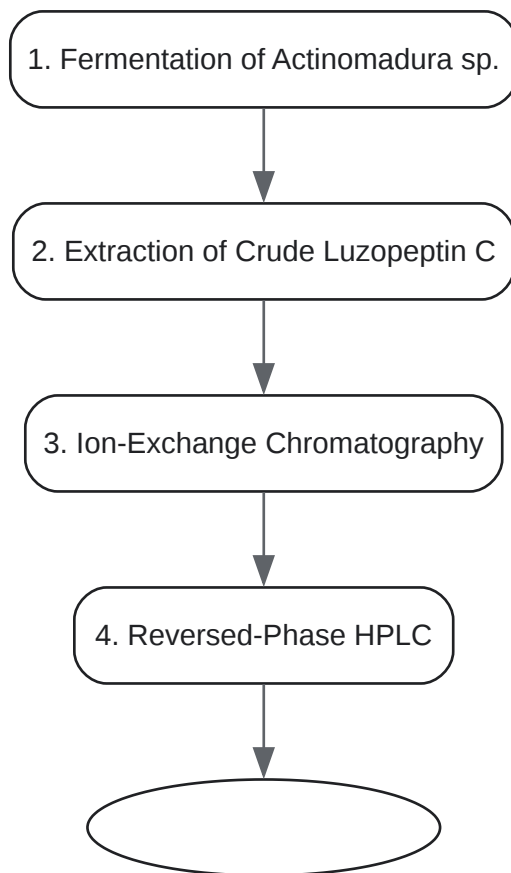 1. Fermentation of Actinomadura sp.
2. Extraction of Crude Luzopeptin C
3. Ion-Exchange Chromatography
4. Reversed-Phase HPLC